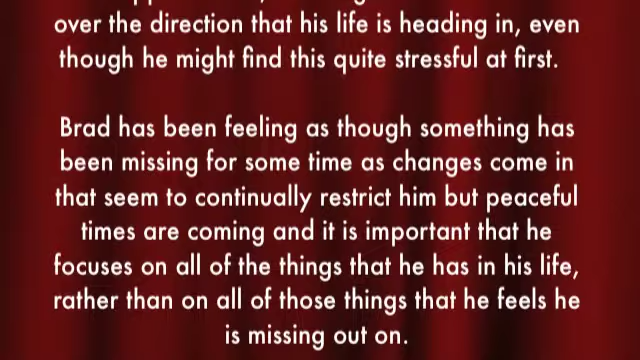 over the direction that his life is heading in, even
though he might find this quite stressful at first.
Brad has been feeling as though something has
been missing for some time as changes come in
that seem to continually restrict him but peaceful
times are coming and it is important that he
focuses on all of the things that he has in his life,
rather than on all of those things that he feels he
is missing out on.